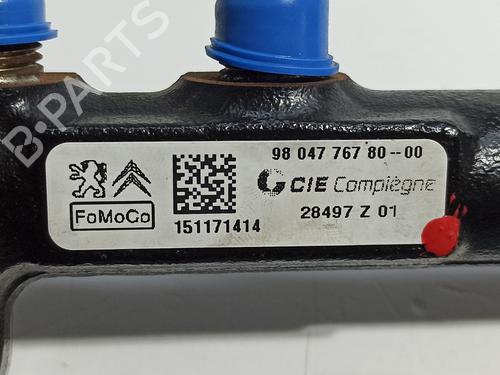 B-PARTS
98 047 767 80--00
CIE Compiègne
FoMoCo
151171414
28497 Z 01